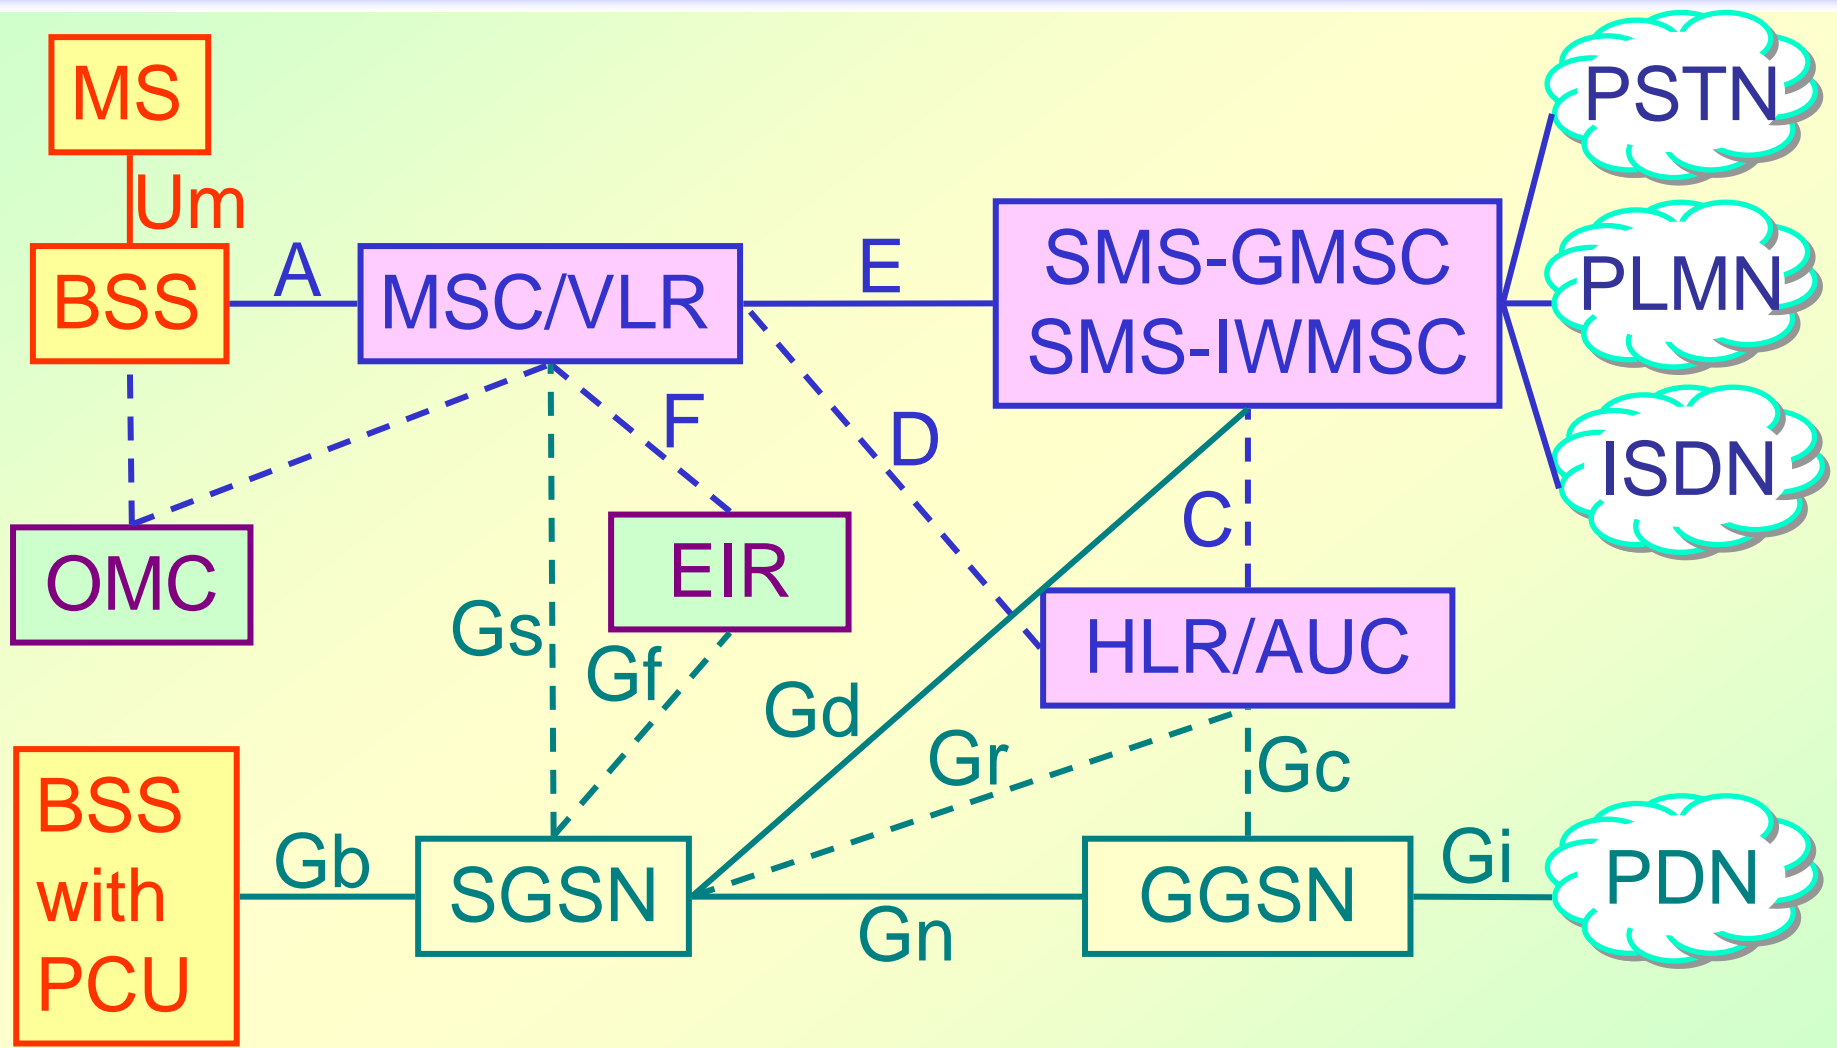 MS
PSTN
Um
A
E
BSS
MSC/VLR
SMS-GMSC
SMS-IWMSC
PLMN
F
D
C
ISDN
OMC
EIR
Gs
Gf
Gd
HLR/AUC
Gr
Gc
BSS
with
PCU
Gb
SGSN
Gn
GGSN
Gi
PDN